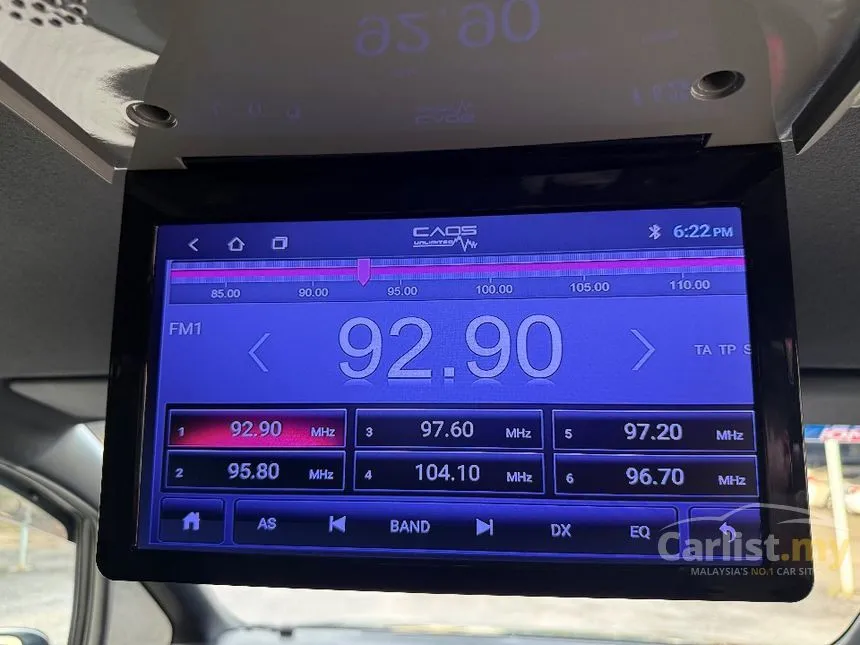 92.90
CAOS
UNLIMITED
6:22 PM
85.00 90.00 95.00 100.00 105.00 110.00
FM1
92.90
TA TP S
1 92.90 MHz 3 97.60 MHz 5 97.20 MHz
2 95.80 MHz 4 104.10 MHz 6 96.70 MHz
AS BAND DX EQ
Carlist.my
MALAYSIA'S NO.1 CAR SITE